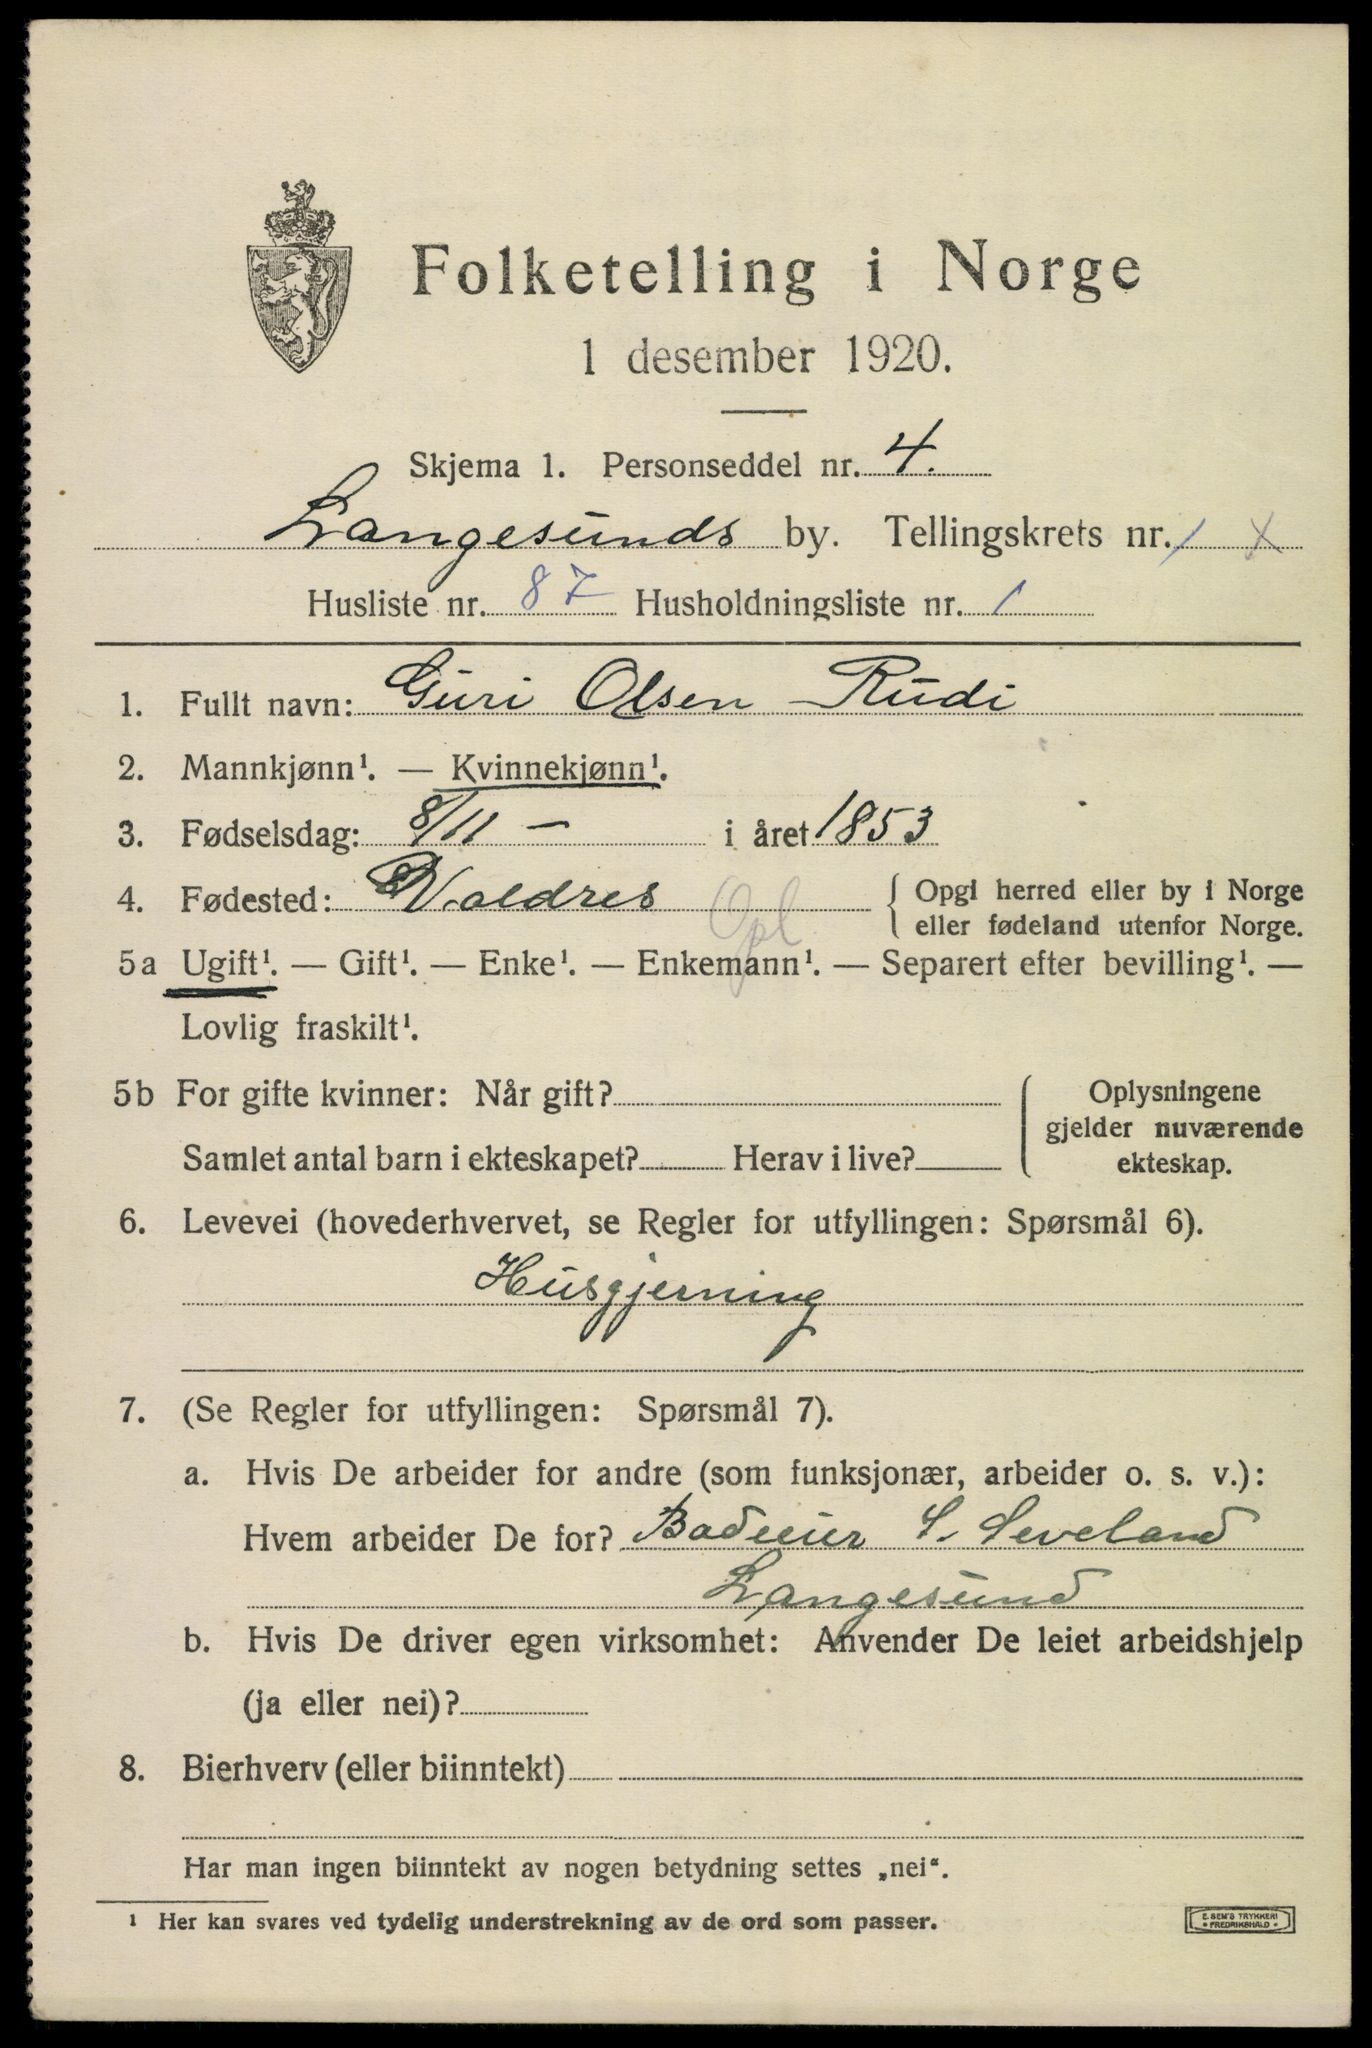 Folketelling i Norge
1 desember 1920.
Skjema 1. Personseddel nr. 4.
Langesunds by. Tellingskrets nr. 1 X
Husliste nr. 87 Husholdningsliste nr. 1
1. Fullt navn: Guri Olsen Rudi
2. Mannkjønn¹. — Kvinnekjønn¹.
3. Fødselsdag: 8/11 — i året 1853
4. Fødested: Valdres Opl { Opgi herred eller by i Norge
eller fødeland utenfor Norge.
5a Ugift¹. — Gift¹. — Enke¹. — Enkemann¹. — Separert efter bevilling¹. —
Lovlig fraskilt¹.
5b For gifte kvinner: Når gift? { Oplysningene
gjelder nuværende
Samlet antal barn i ekteskapet? Herav i live? ekteskap.
6. Levevei (hovederhvervet, se Regler for utfyllingen: Spørsmål 6).
Husgjerning
7. (Se Regler for utfyllingen: Spørsmål 7).
a. Hvis De arbeider for andre (som funksjonær, arbeider o. s. v.):
Hvem arbeider De for? S. Seveland
Langesund
b. Hvis De driver egen virksomhet: Anvender De leiet arbeidshjelp
(ja eller nei)?
8. Bierhverv (eller biinntekt)
Har man ingen biinntekt av nogen betydning settes „nei“.
¹ Her kan svares ved tydelig understrekning av de ord som passer.
E. SEM'S TRYKKERI
FREDRIKSHALD